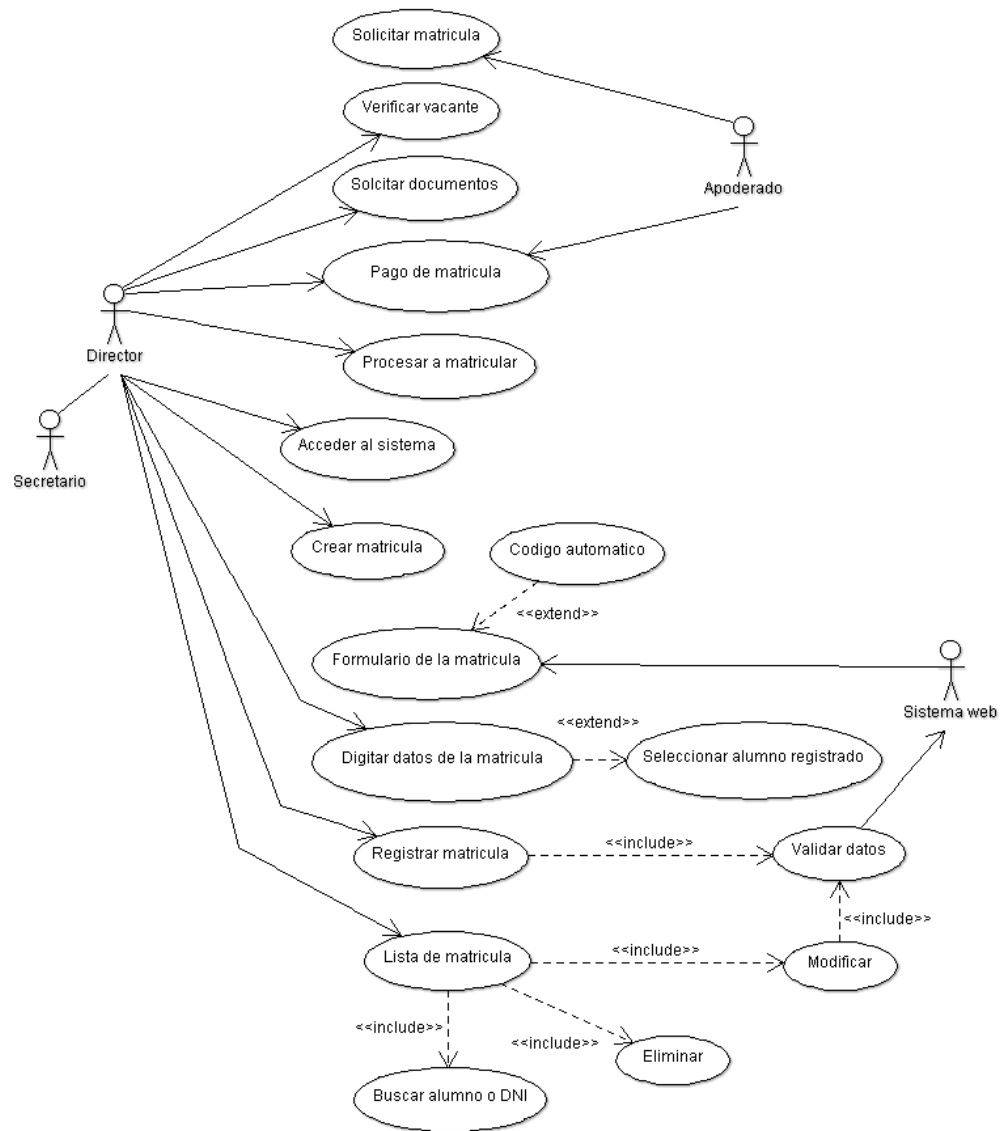 Solicitar matricula
Verificar vacante
Apoderado
Solcitar documentos
Pago de matricula
Director
Procesar a matricular
Acceder al sistema
Secretario
Crear matricula
Codigo automatico
<<extend>>
Formulario de la matricula
Sistema web
<<extend>>
Digitar datos de la matricula
Seleccionar alumno registrado
Registrar matricula
<<include>>
Validar datos
<<include>>
Lista de matricula
<<include>>
Modificar
<<include>>
<<include>>
Eliminar
Buscar alumno o DNI